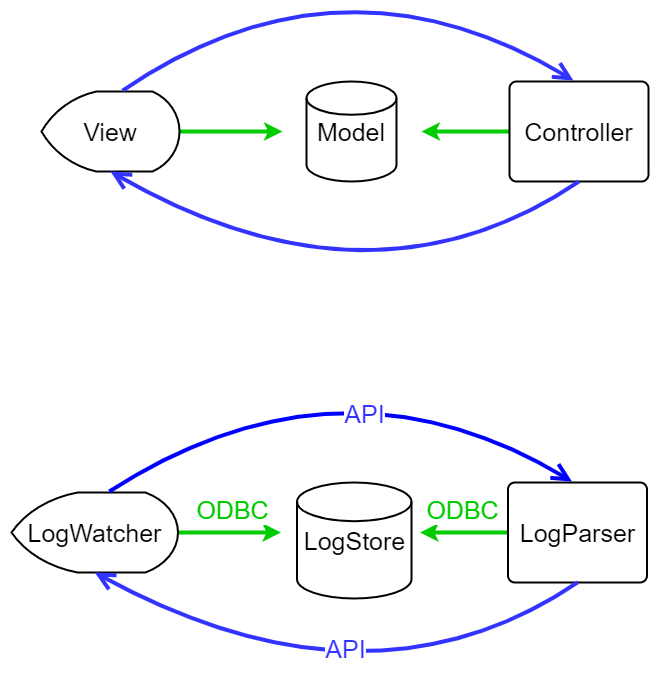 View
Model
Controller
API
ODBC
ODBC
LogWatcher
LogStore
LogParser
API